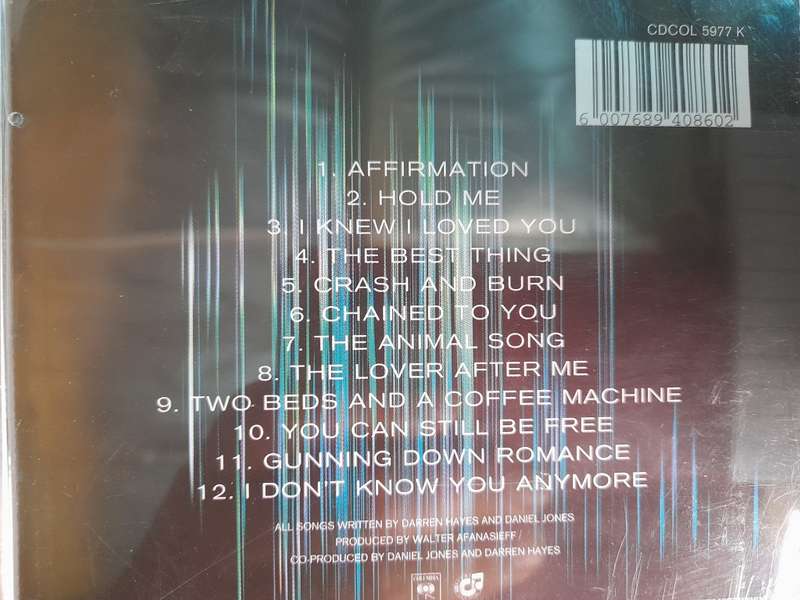 CDCOL 5977 K
6 007689 408602
1. AFFIRMATION
2. HOLD ME
3. I KNEW I LOVED YOU
4. THE BEST THING
5. CRASH AND BURN
6. CHAINED TO YOU
7. THE ANIMAL SONG
8. THE LOVER AFTER ME
9. TWO BEDS AND A COFFEE MACHINE
10. YOU CAN STILL BE FREE
11. GUNNING DOWN ROMANCE
12. I DON'T KNOW YOU ANYMORE
ALL SONGS WRITTEN BY DARREN HAYES AND DANIEL JONES
PRODUCED BY WALTER AFANASIEFF /
CO-PRODUCED BY DANIEL JONES AND DARREN HAYES
COLUMBIA